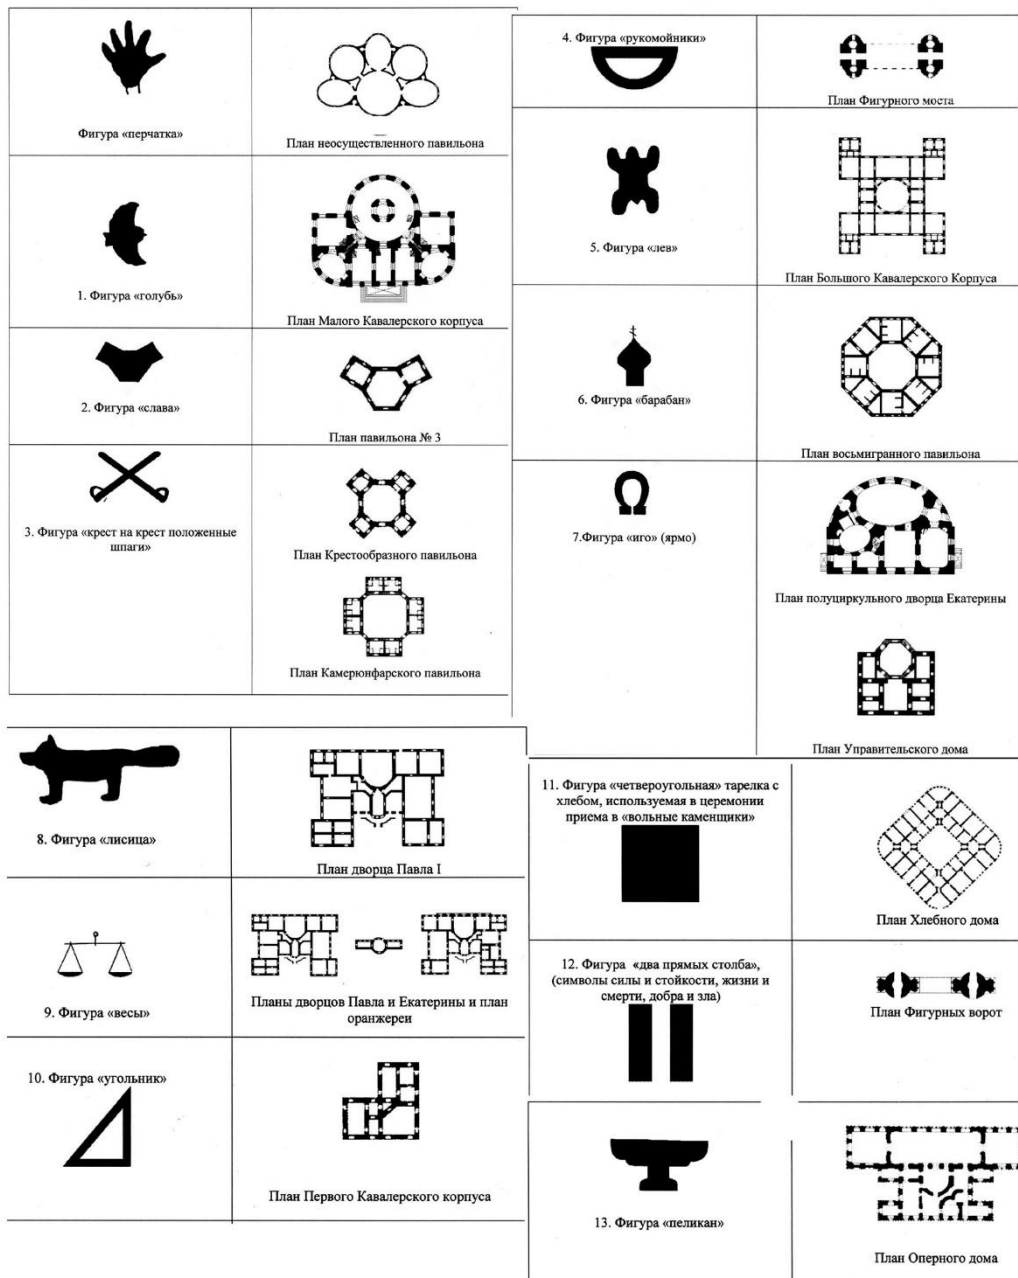 Фигура «перчатка»
План неосуществленного павильона
1. Фигура «голубь»
План Малого Кавалерского корпуса
2. Фигура «слава»
План павильона № 3
3. Фигура «крест на крест положенные
шпаги»
План Крестообразного павильона
План Камерюнфарского павильона
4. Фигура «рукомойники»
План Фигурного моста
5. Фигура «лев»
План Большого Кавалерского Корпуса
6. Фигура «барабан»
План восьмигранного павильона
7.Фигура «иго» (ярмо)
План полуциркульного дворца Екатерины
План Управительского дома
8. Фигура «лисица»
План дворца Павла I
9. Фигура «весы»
Планы дворцов Павла и Екатерины и план
оранжереи
10. Фигура «угольник»
План Первого Кавалерского корпуса
11. Фигура «четвероугольная» тарелка с
хлебом, используемая в церемонии
приема в «вольные каменщики»
План Хлебного дома
12. Фигура «два прямых столба»,
(символы силы и стойкости, жизни и
смерти, добра и зла)
План Фигурных ворот
13. Фигура «пеликан»
План Оперного дома